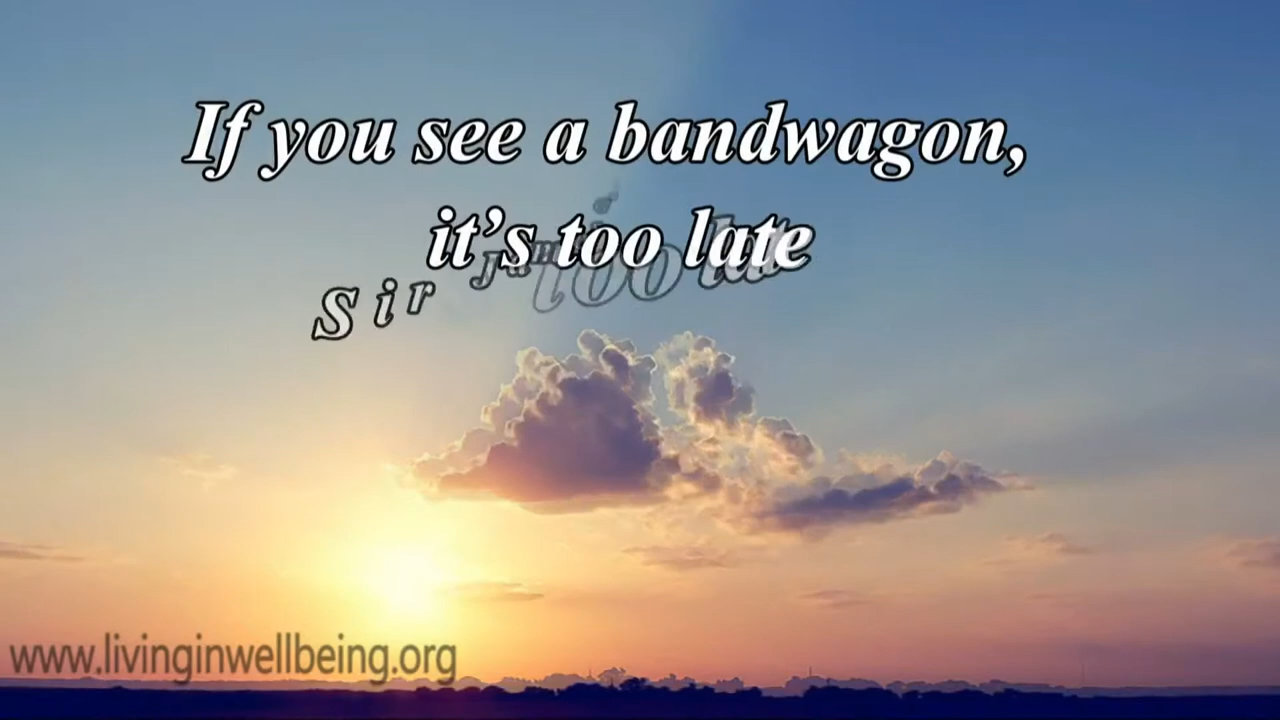 If you see a bandwagon,
it’s too late
Sir
www.livinginwellbeing.org